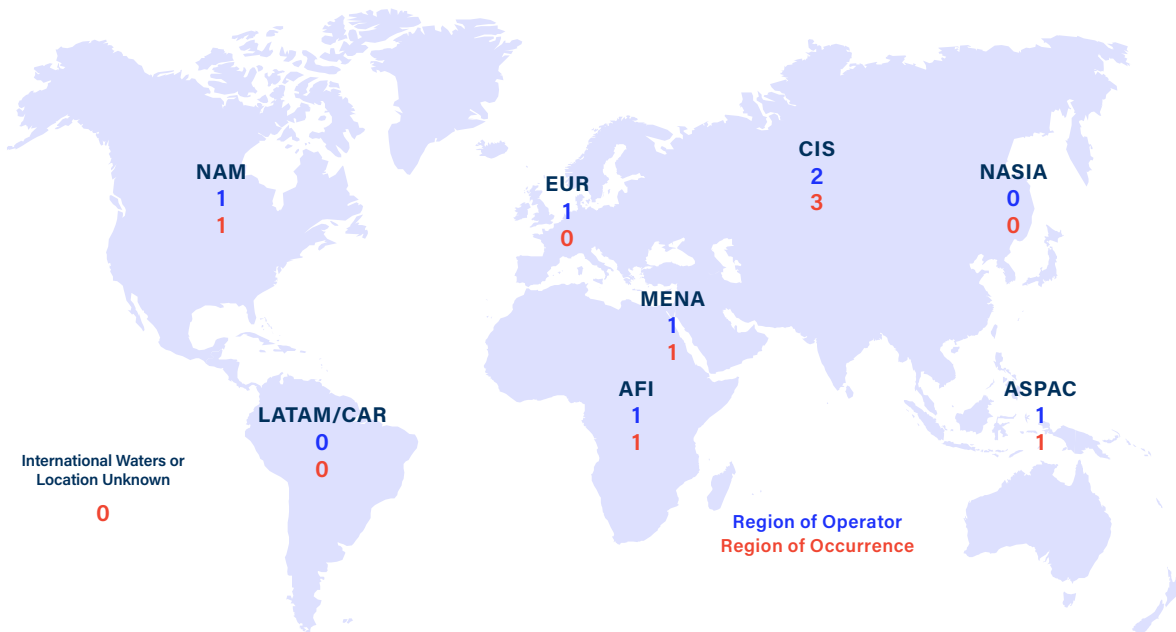 NAM
1
1
EUR
1
0
CIS
2
3
NASIA
0
0
MENA
1
1
AFI
1
1
ASPAC
1
1
LATAM/CAR
0
0
International Waters or
Location Unknown
0
Region of Operator
Region of Occurrence